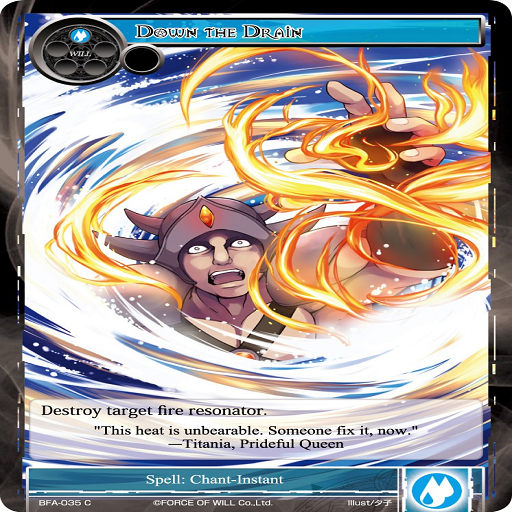 Down the Drain
WILL
Destroy target fire resonator.
"This heat is unbearable. Someone fix it, now."
—Titania, Prideful Queen
Spell: Chant-Instant
BFA-035 C ©FORCE OF WILL Co.,Ltd. Illust/夕子